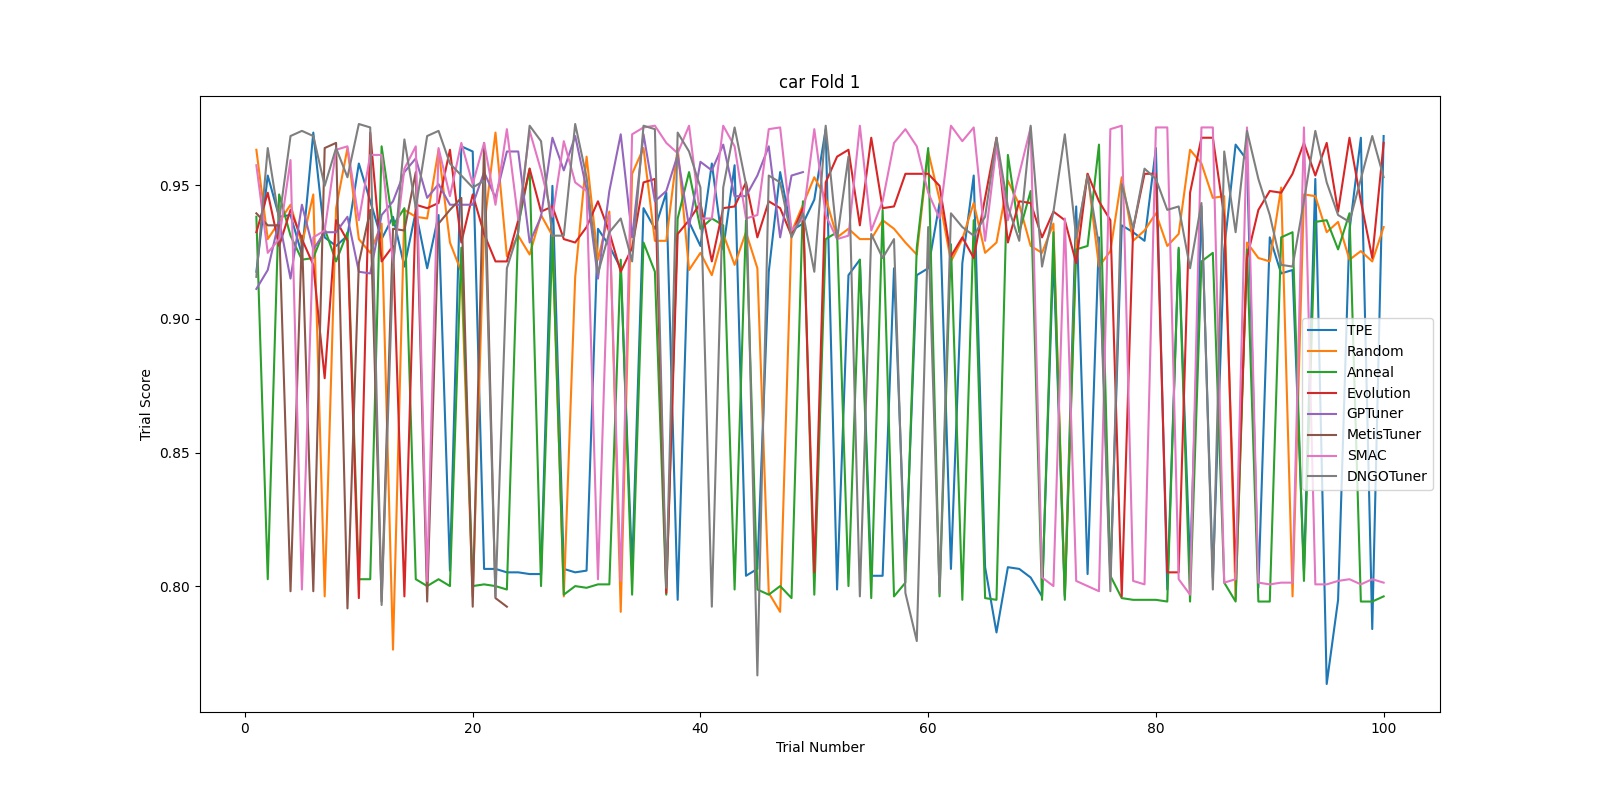 car Fold 1
Trial Score
0.95
0.90
0.85
0.80
0
20
40
60
80
100
Trial Number
TPE
Random
Anneal
Evolution
GPTuner
MetisTuner
SMAC
DNGOTuner